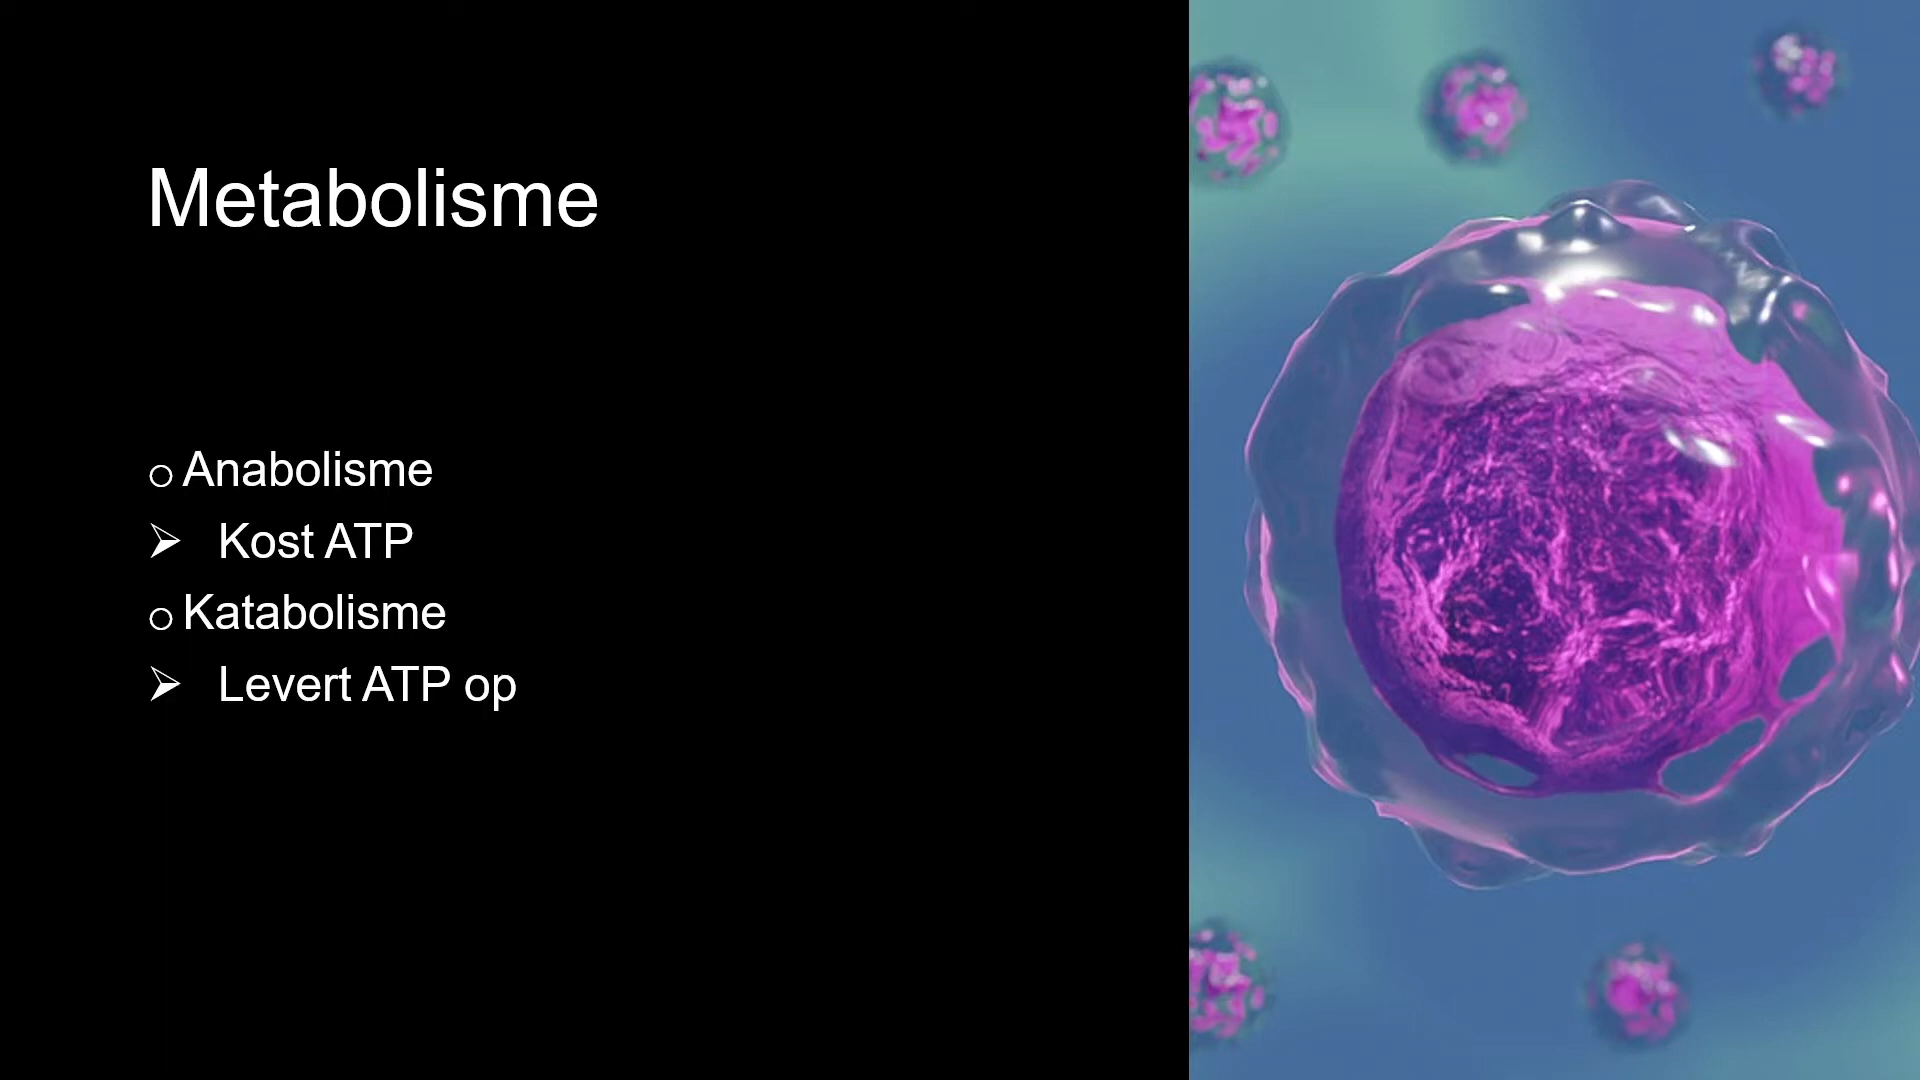 Metabolisme
o Anabolisme
➢ Kost ATP
o Katabolisme
➢ Levert ATP op